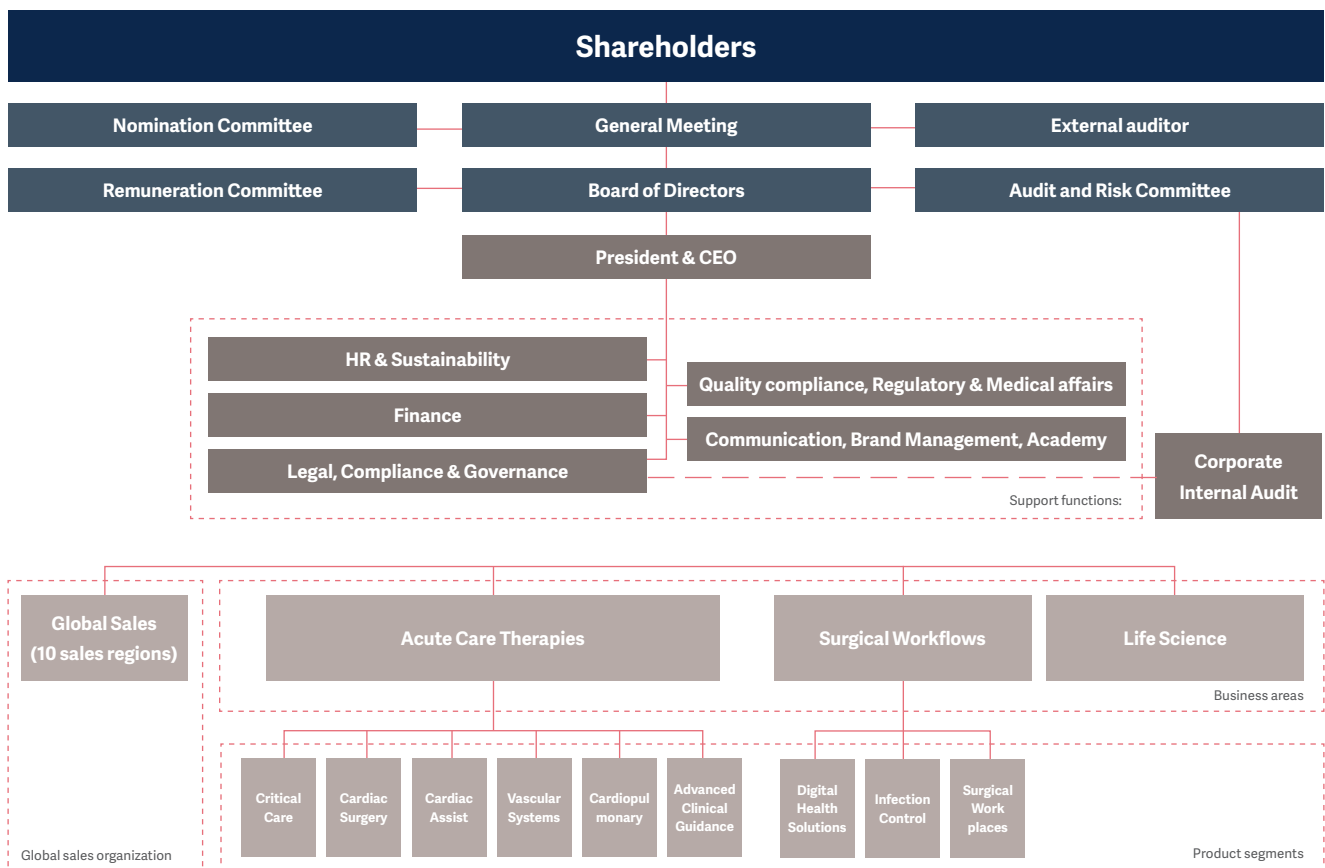 Shareholders
Nomination Committee
General Meeting
External auditor
Remuneration Committee
Board of Directors
Audit and Risk Committee
President & CEO
HR & Sustainability
Quality compliance, Regulatory & Medical affairs
Finance
Communication, Brand Management, Academy
Legal, Compliance & Governance
Corporate
Internal Audit
Support functions:
Global Sales
(10 sales regions)
Acute Care Therapies
Surgical Workflows
Life Science
Business areas
Critical
Care
Cardiac
Surgery
Cardiac
Assist
Vascular
Systems
Cardiopul
monary
Advanced
Clinical
Guidance
Digital
Health
Solutions
Infection
Control
Surgical
Work
places
Global sales organization
Product segments